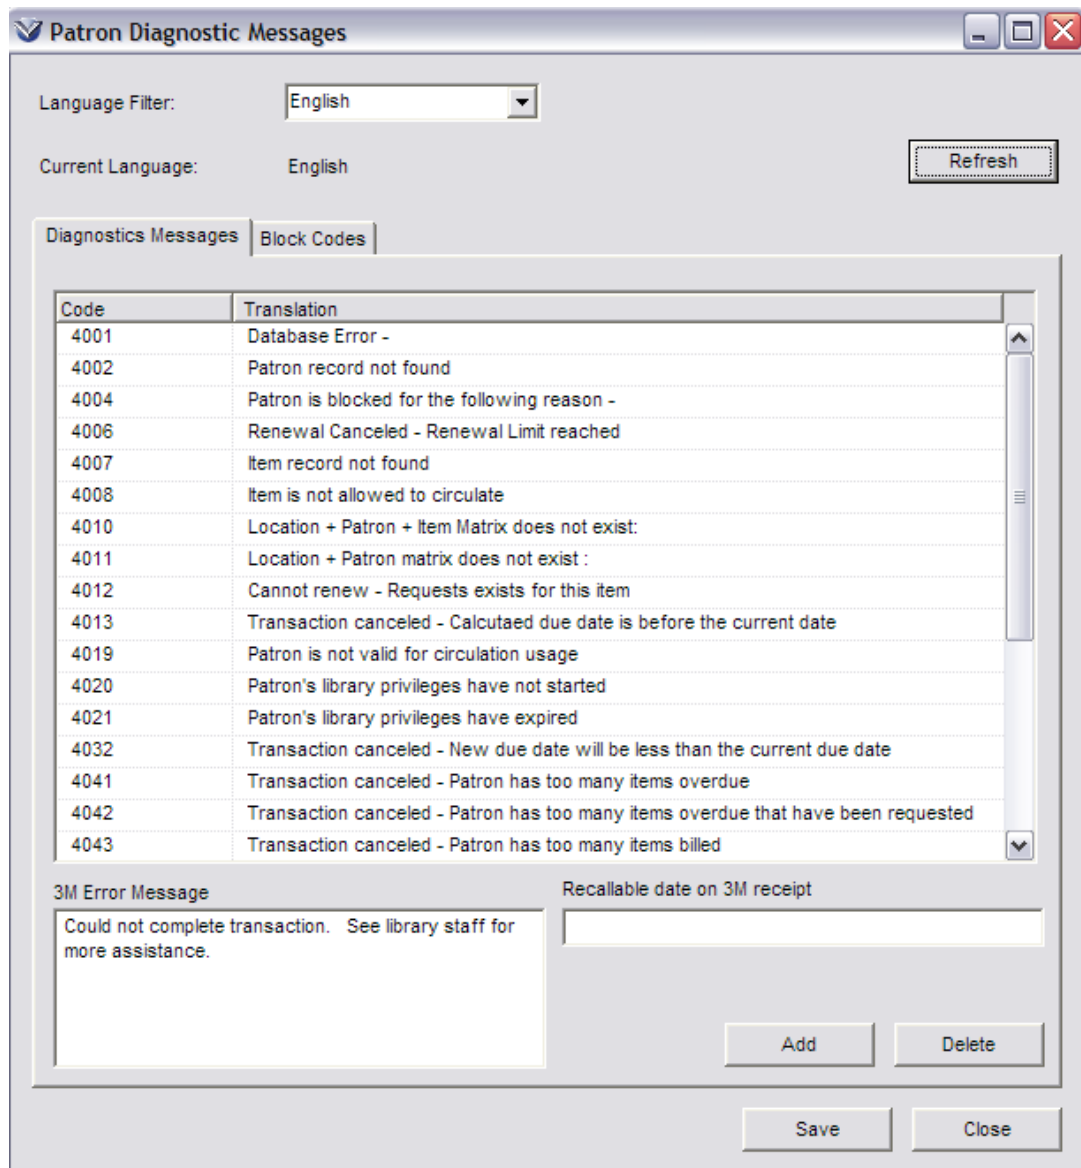 Patron Diagnostic Messages
Language Filter: English
Current Language: English
Refresh
Diagnostics Messages Block Codes
Code Translation
4001 Database Error -
4002 Patron record not found
4004 Patron is blocked for the following reason -
4006 Renewal Canceled - Renewal Limit reached
4007 Item record not found
4008 Item is not allowed to circulate
4010 Location + Patron + Item Matrix does not exist:
4011 Location + Patron matrix does not exist :
4012 Cannot renew - Requests exists for this item
4013 Transaction canceled - Calcutaed due date is before the current date
4019 Patron is not valid for circulation usage
4020 Patron's library privileges have not started
4021 Patron's library privileges have expired
4032 Transaction canceled - New due date will be less than the current due date
4041 Transaction canceled - Patron has too many items overdue
4042 Transaction canceled - Patron has too many items overdue that have been requested
4043 Transaction canceled - Patron has too many items billed
3M Error Message
Could not complete transaction. See library staff for
more assistance.
Recallable date on 3M receipt
Add Delete
Save Close